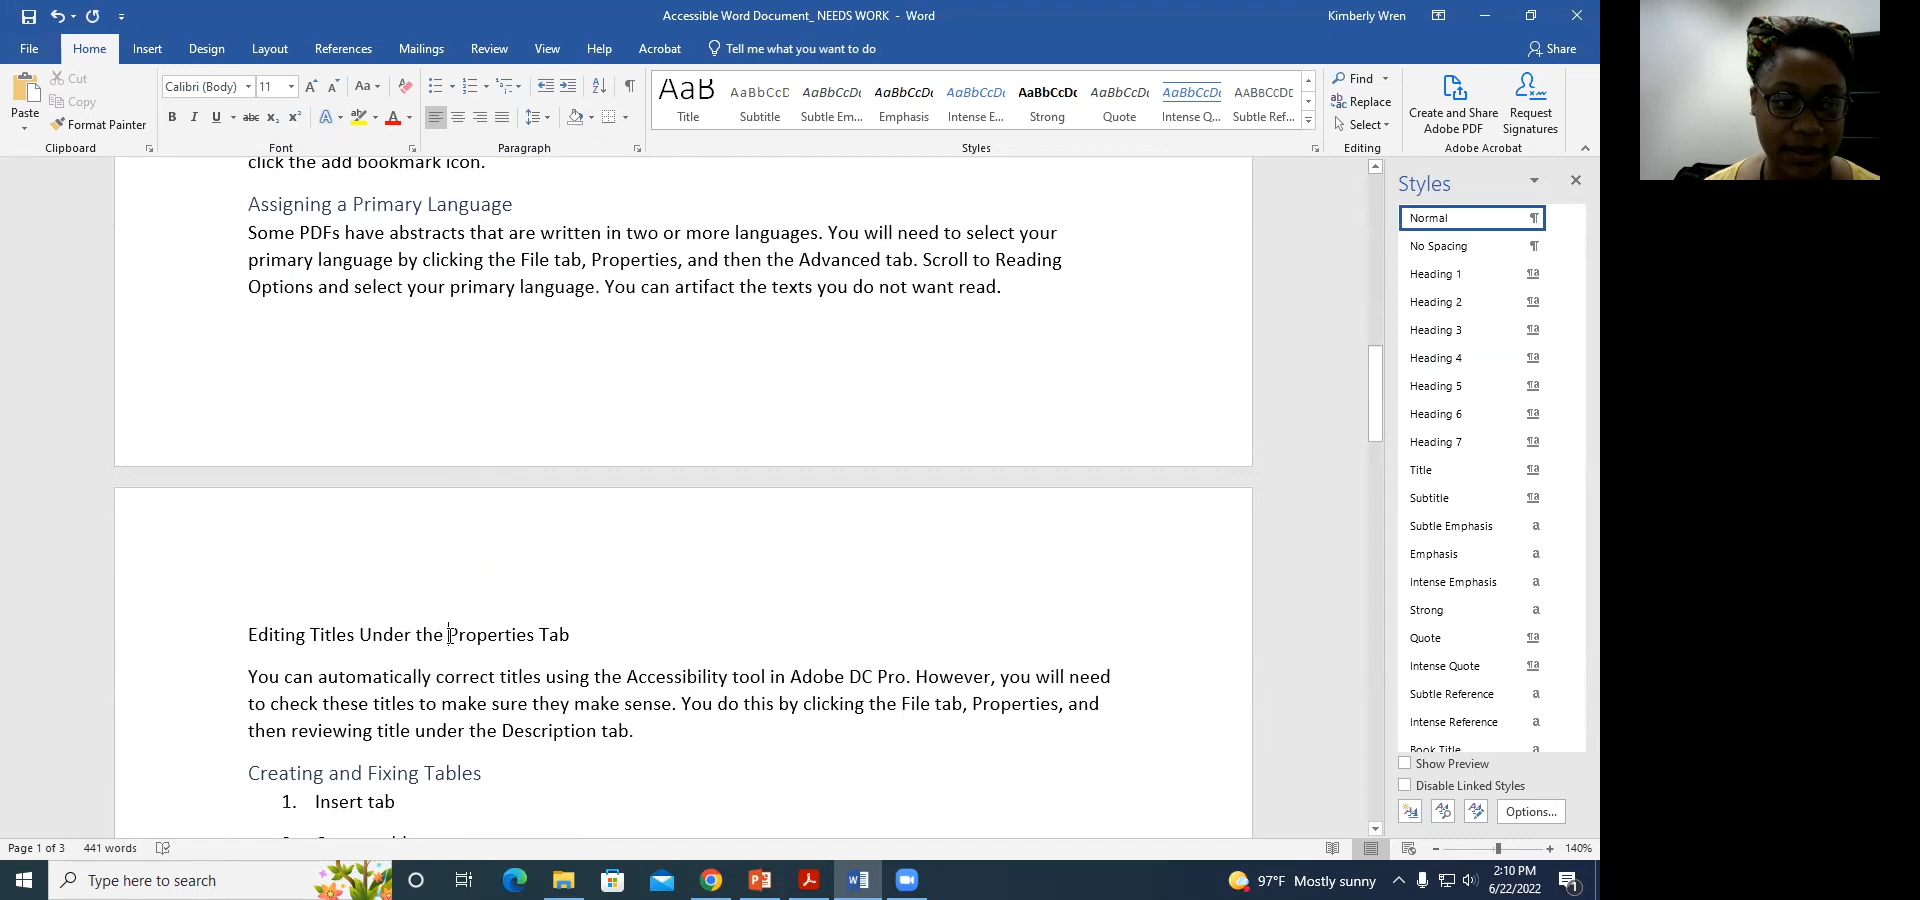 Accessible Word Document_ NEEDS WORK - Word
Kimberly Wren
File Home Insert Design Layout References Mailings Review View Help Acrobat Tell me what you want to do Share
Paste
Cut
Copy
Format Painter
Clipboard
Calibri (Body) 11
Font
Paragraph
AaB Title
AaBbCcD Subtitle
AaBbCcDc Subtle Em...
AaBbCcDc Emphasis
AaBbCcDc Intense E...
AaBbCcDc Strong
AaBbCcDc Quote
AaBbCcDc Intense Q...
AABBCCDE Subtle Ref...
Styles
Find
Replace
Select
Editing
Create and Share Adobe PDF
Request Signatures
Adobe Acrobat
click the add bookmark icon.
Assigning a Primary Language
Some PDFs have abstracts that are written in two or more languages. You will need to select your
primary language by clicking the File tab, Properties, and then the Advanced tab. Scroll to Reading
Options and select your primary language. You can artifact the texts you do not want read.
Editing Titles Under the Properties Tab
You can automatically correct titles using the Accessibility tool in Adobe DC Pro. However, you will need
to check these titles to make sure they make sense. You do this by clicking the File tab, Properties, and
then reviewing title under the Description tab.
Creating and Fixing Tables
1. Insert tab
Styles
Normal
No Spacing
Heading 1
Heading 2
Heading 3
Heading 4
Heading 5
Heading 6
Heading 7
Title
Subtitle
Subtle Emphasis
Emphasis
Intense Emphasis
Strong
Quote
Intense Quote
Subtle Reference
Intense Reference
Book Title
Show Preview
Disable Linked Styles
Options...
Page 1 of 3 441 words
140%
Type here to search
97°F Mostly sunny
2:10 PM
6/22/2022
1